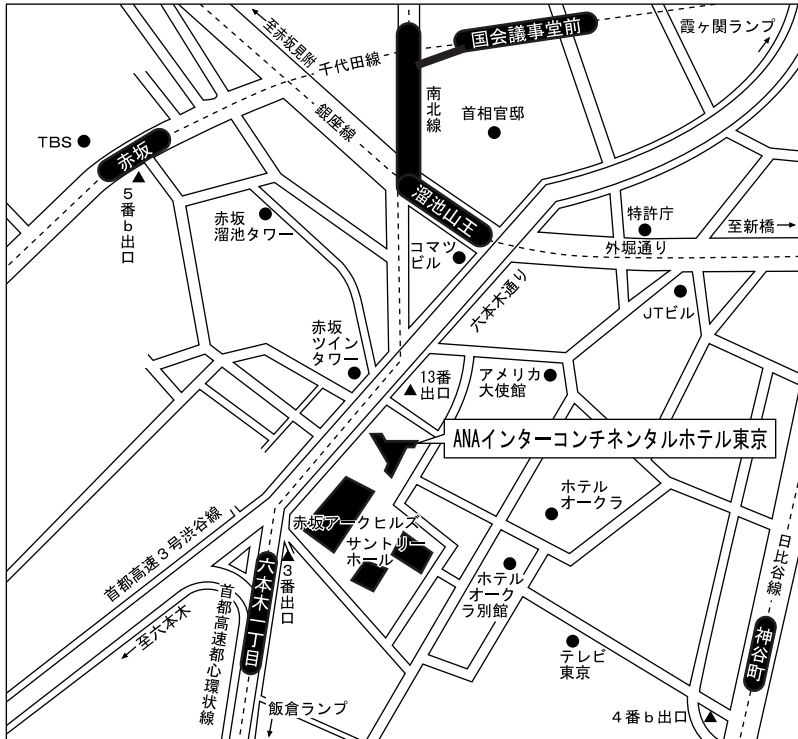 至赤坂見附
国会議事堂前
霞ヶ関ランプ
千代田線
銀座線
南北線
首相官邸
TBS
赤坂
5番b出口
溜池山王
赤坂
溜池タワー
コマツ
ビル
特許庁
至新橋
外堀通り
六本木通り
JTビル
赤坂
ツイン
タワー
13番
出口
アメリカ
大使館
ANAインターコンチネンタルホテル東京
ホテル
オークラ
赤坂アークヒルズ
サントリー
ホール
首都高速3号渋谷線
日比谷線
3番出口
六本木一丁目
ホテル
オーク
ラ別館
首都高速都心環状線
至六本木
テレビ
東京
神谷町
飯倉ランプ
4番b出口